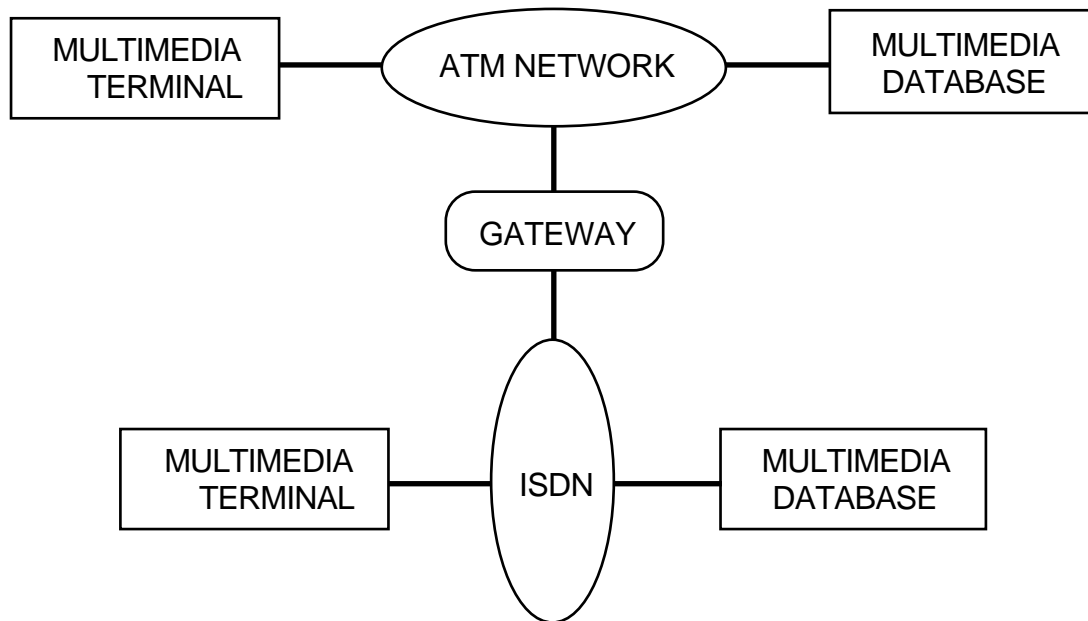 MULTIMEDIA
TERMINAL
ATM NETWORK
MULTIMEDIA
DATABASE
GATEWAY
MULTIMEDIA
TERMINAL
ISDN
MULTIMEDIA
DATABASE